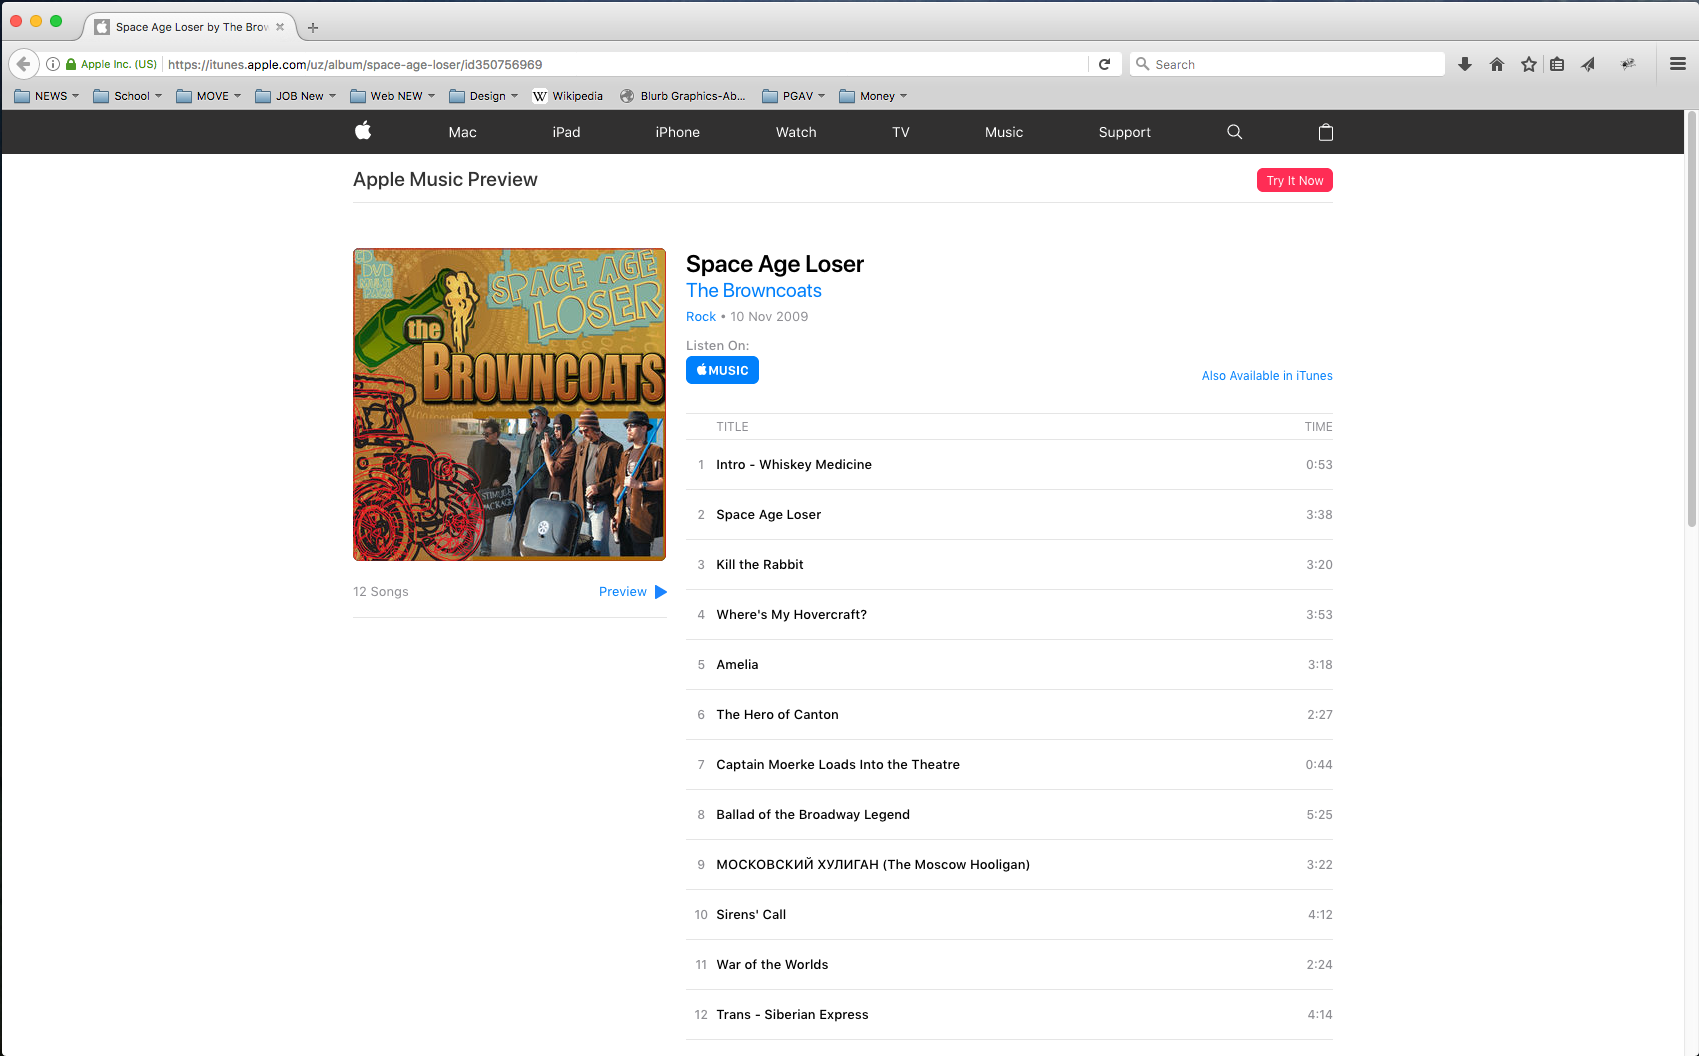 Space Age Loser by The Brow
Apple Inc. (US)
https://itunes.apple.com/uz/album/space-age-loser/id350756969
Search
NEWS
School
MOVE
JOB New
Web NEW
Design
W Wikipedia
Blurb Graphics-Ab...
PGAV
Money
Mac
iPad
iPhone
Watch
TV
Music
Support
Apple Music Preview
Try It Now
SPACE AGE
LOSER
the
BROWNCOATS
STIMULUS
PACKAGE
12 Songs
Preview
Space Age Loser
The Browncoats
Rock • 10 Nov 2009
Listen On:
MUSIC
Also Available in iTunes
TITLE TIME
1 Intro - Whiskey Medicine 0:53
2 Space Age Loser 3:38
3 Kill the Rabbit 3:20
4 Where's My Hovercraft? 3:53
5 Amelia 3:18
6 The Hero of Canton 2:27
7 Captain Moerke Loads Into the Theatre 0:44
8 Ballad of the Broadway Legend 5:25
9 МОСКОВСКИЙ ХУЛИГАН (The Moscow Hooligan) 3:22
10 Sirens' Call 4:12
11 War of the Worlds 2:24
12 Trans - Siberian Express 4:14